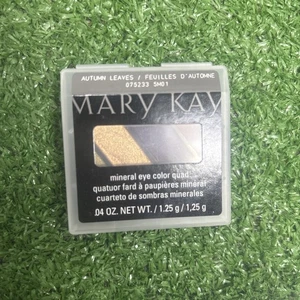 AUTUMN LEAVES / FEUILLES D'AUTOMNE
075233 5M01
MARY KAY
mineral eye color quad
quatuor fard à paupières minéral
cuarteto de sombras minerales
.04 OZ. NET WT. / 1.25 g / 1,25 g